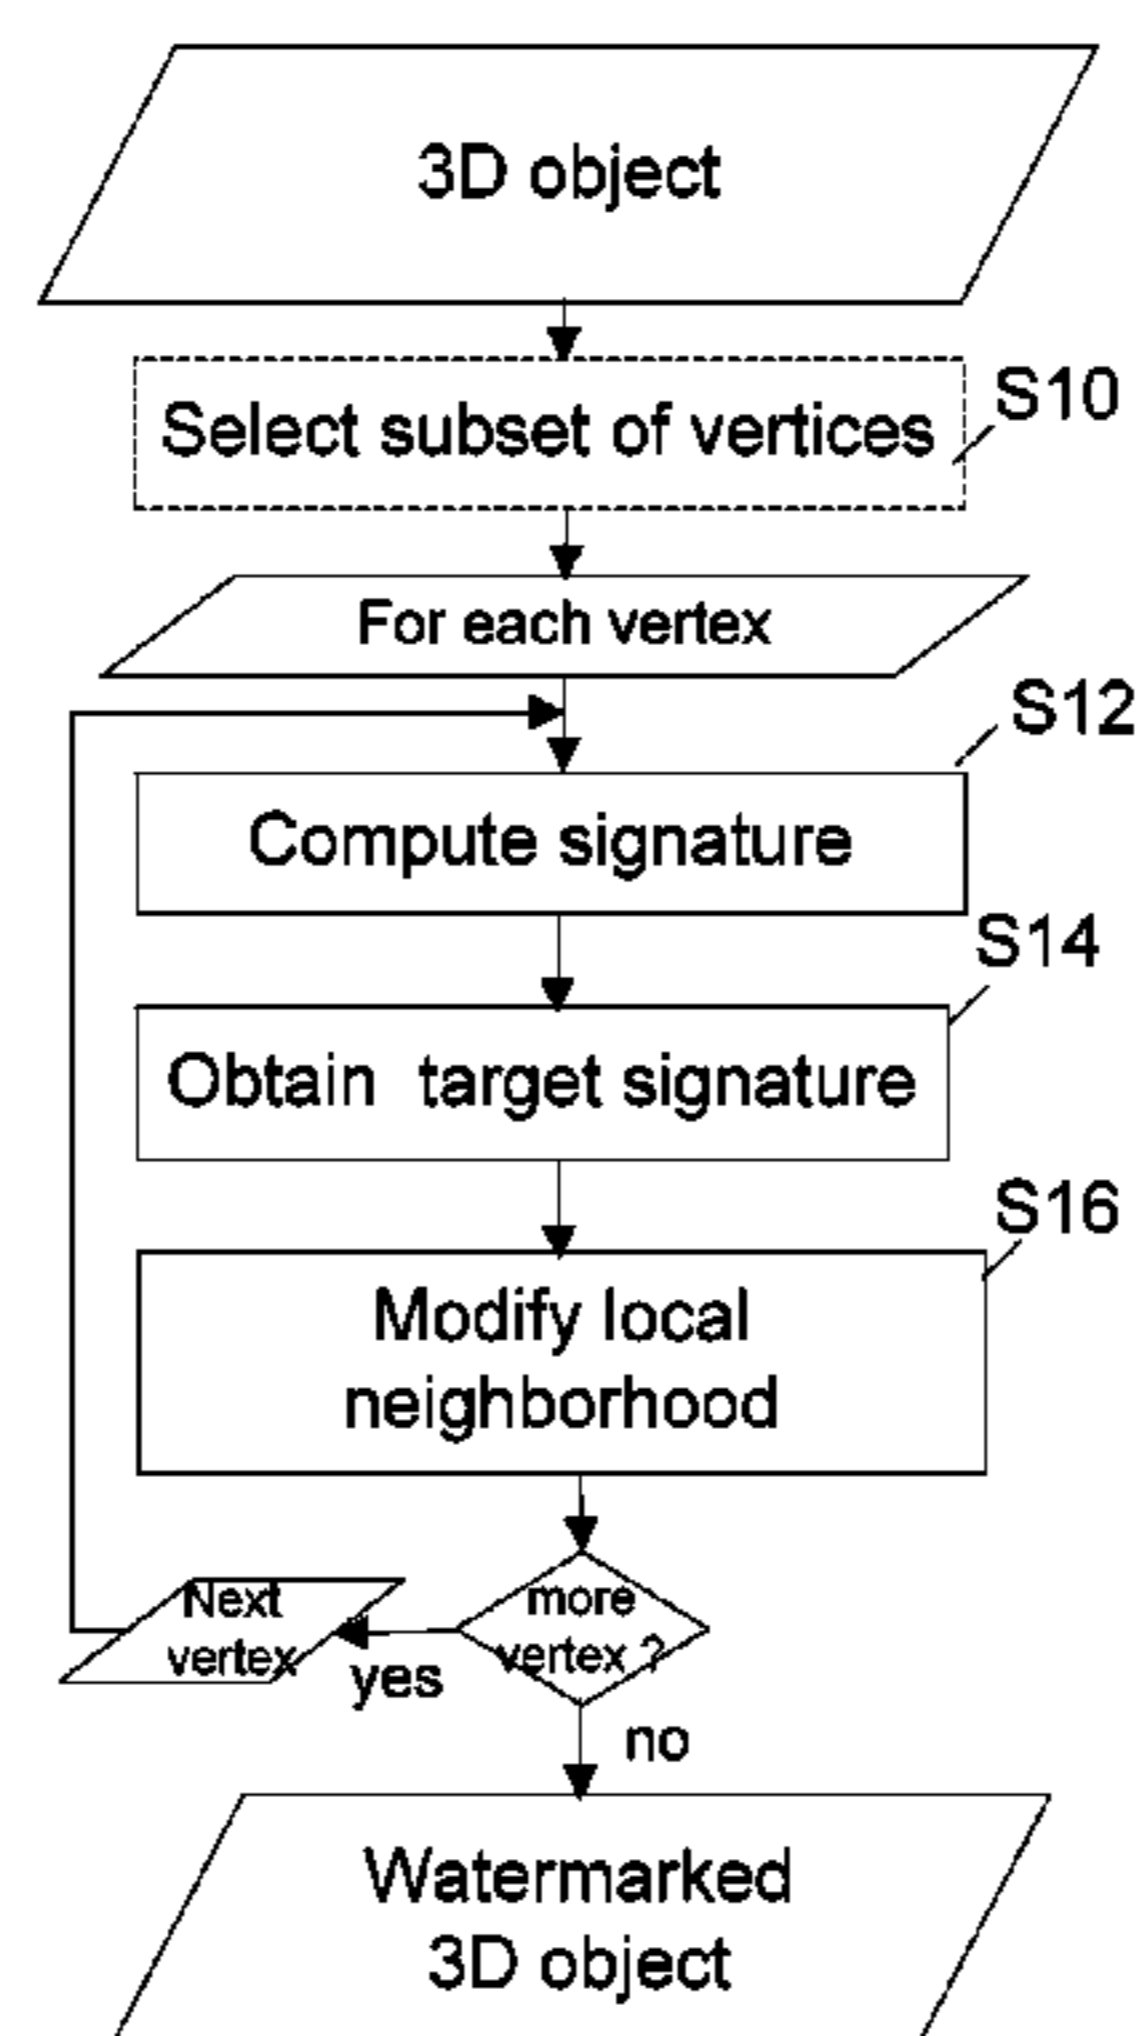 3D object
Select subset of vertices
S10
For each vertex
S12
Compute signature
S14
Obtain target signature
S16
Modify local
neighborhood
more
vertex ?
Next
vertex
yes
no
Watermarked
3D object